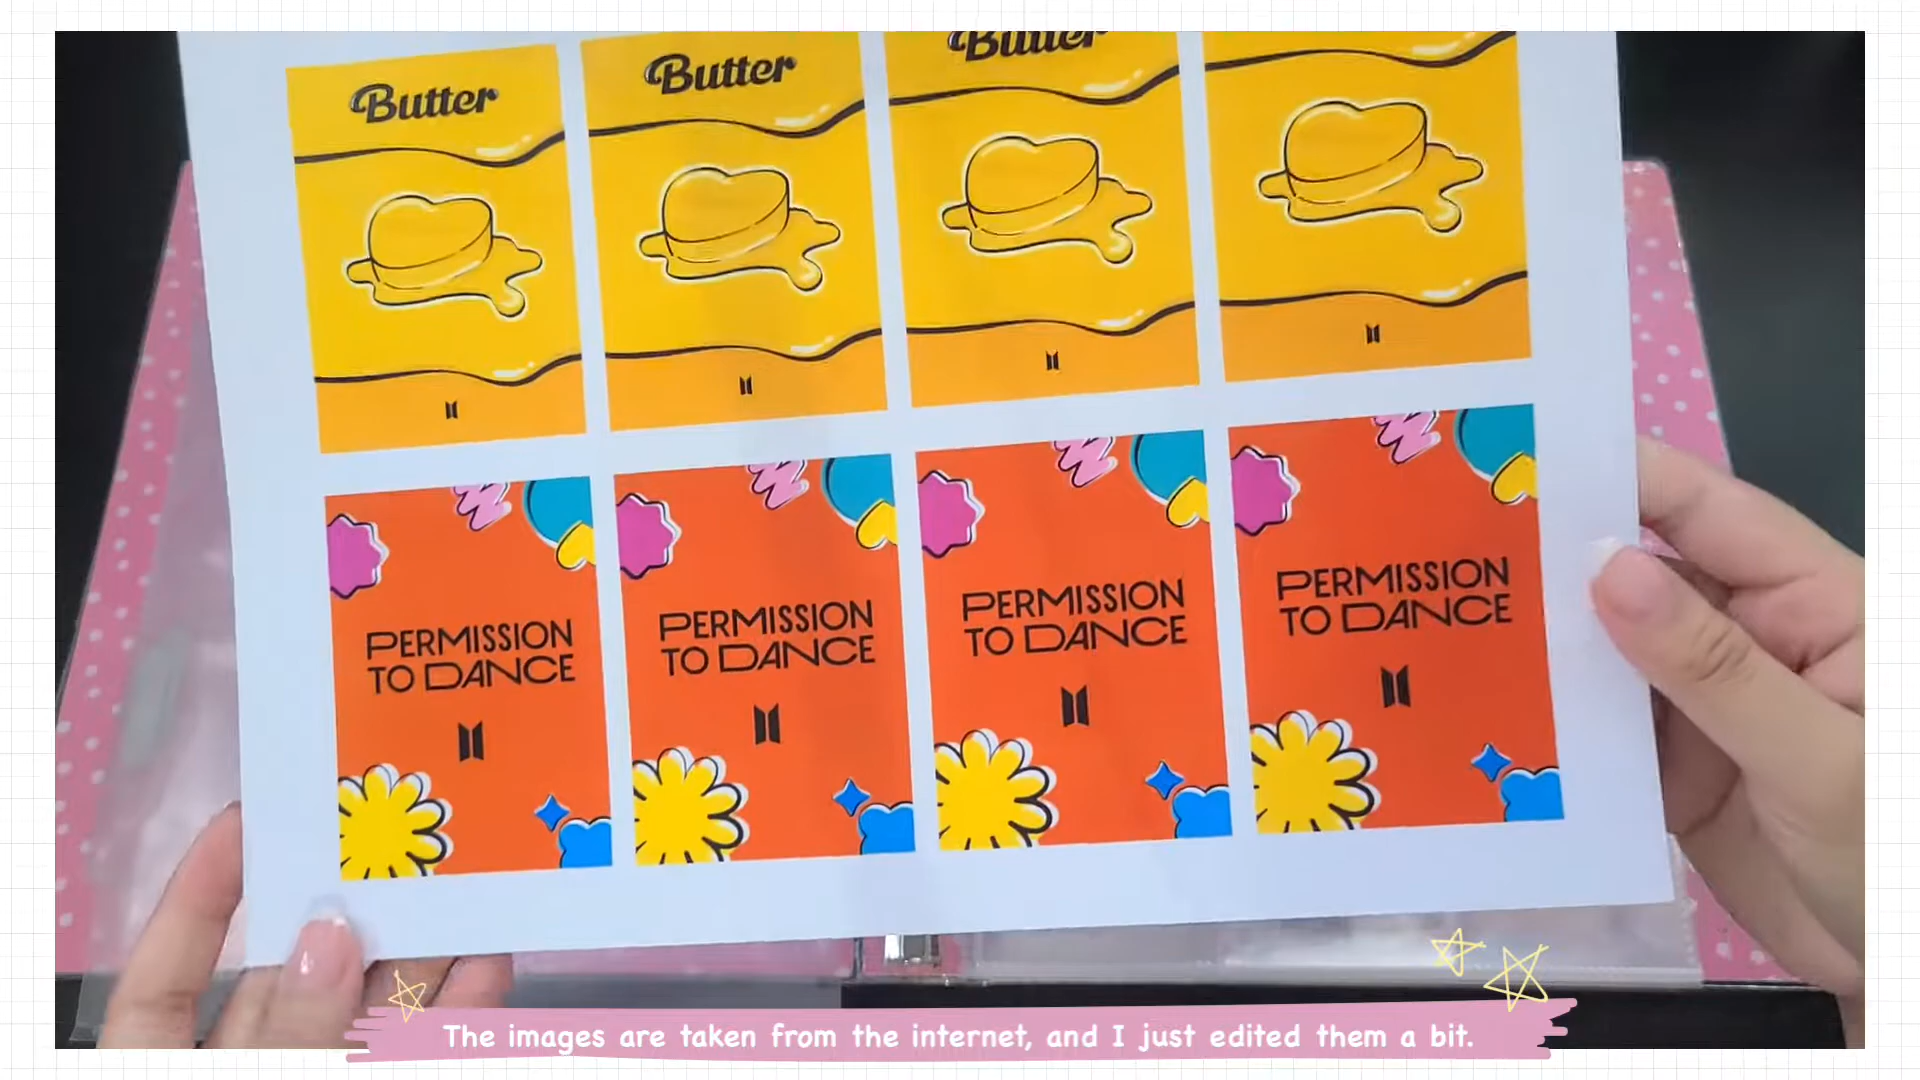 Butter
Butter
Butter
PERMISSION
TO DANCE
PERMISSION
TO DANCE
PERMISSION
TO DANCE
PERMISSION
TO DANCE
The images are taken from the internet, and I just edited them a bit.